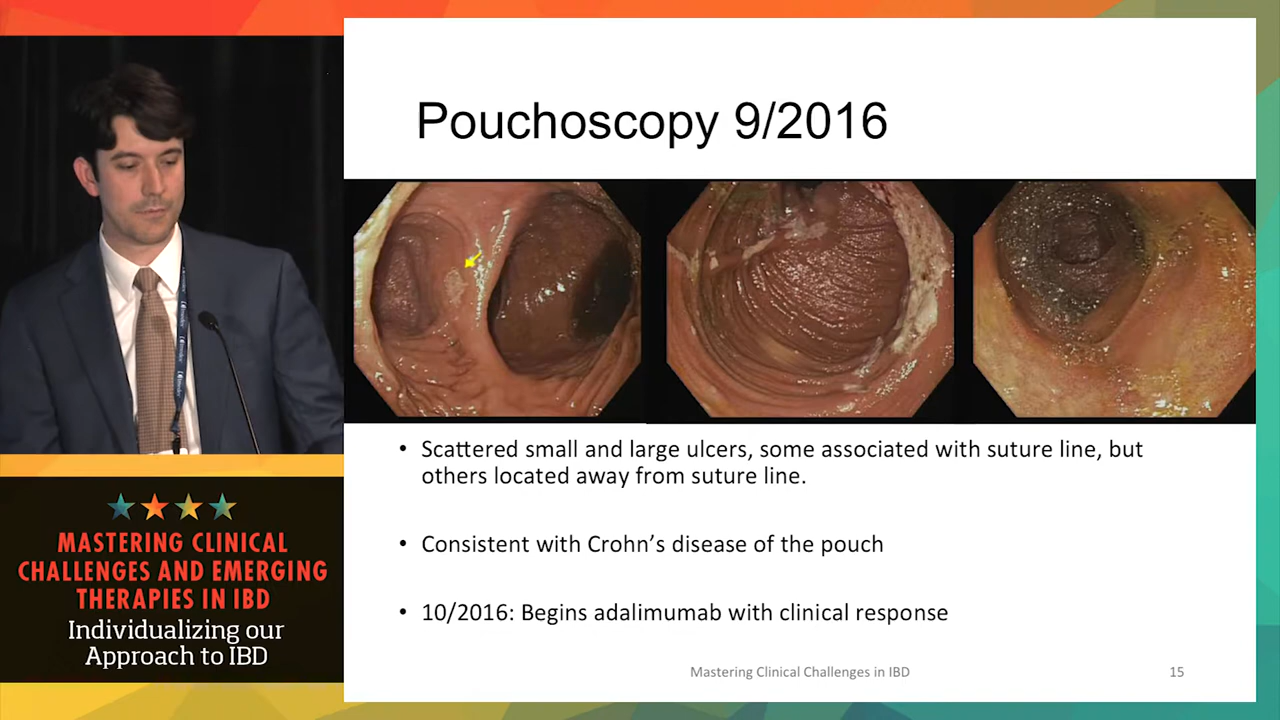 Pouchoscopy 9/2016
• Scattered small and large ulcers, some associated with suture line, but
others located away from suture line.
• Consistent with Crohn’s disease of the pouch
• 10/2016: Begins adalimumab with clinical response
Mastering Clinical Challenges in IBD
15
MASTERING CLINICAL
CHALLENGES AND EMERGING
THERAPIES IN IBD
Individualizing our
Approach to IBD